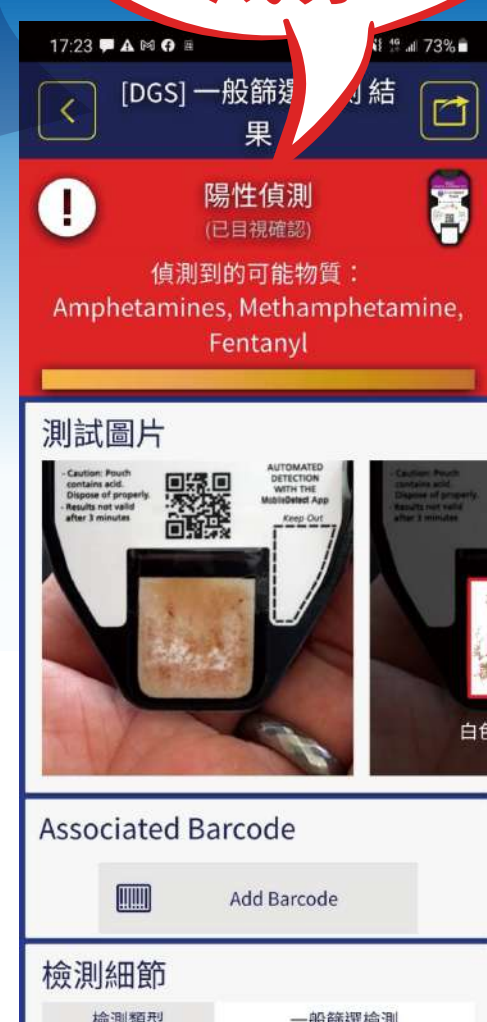 17:23
4G
73%
[DGS] 一般篩選
結
果
陽性偵測
(已目視確認)
偵測到的可能物質：
Amphetamines, Methamphetamine,
Fentanyl
測試圖片
- Caution: Pouch
contains acid.
Dispose of properly.
- Results not valid
after 3 minutes
AUTOMATED
DETECTION
WITH THE
MobileDetect App
Keep Out
- Caution: Pouch
contains acid.
Dispose of properly.
- Results not valid
after 3 minutes
白色
Associated Barcode
Add Barcode
檢測細節
檢測類型
一般篩選檢測